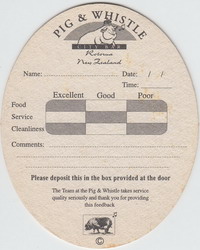 PIG & WHISTLE
CITY BAR
Rotorua
New Zealand
Name: Date: / /
Time:
Excellent Good Poor
Food
Service
Cleanliness
Comments:
Please deposit this in the box provided at the door
The Team at the Pig & Whistle takes service
quality seriously and thank you for providing
this feedback
©